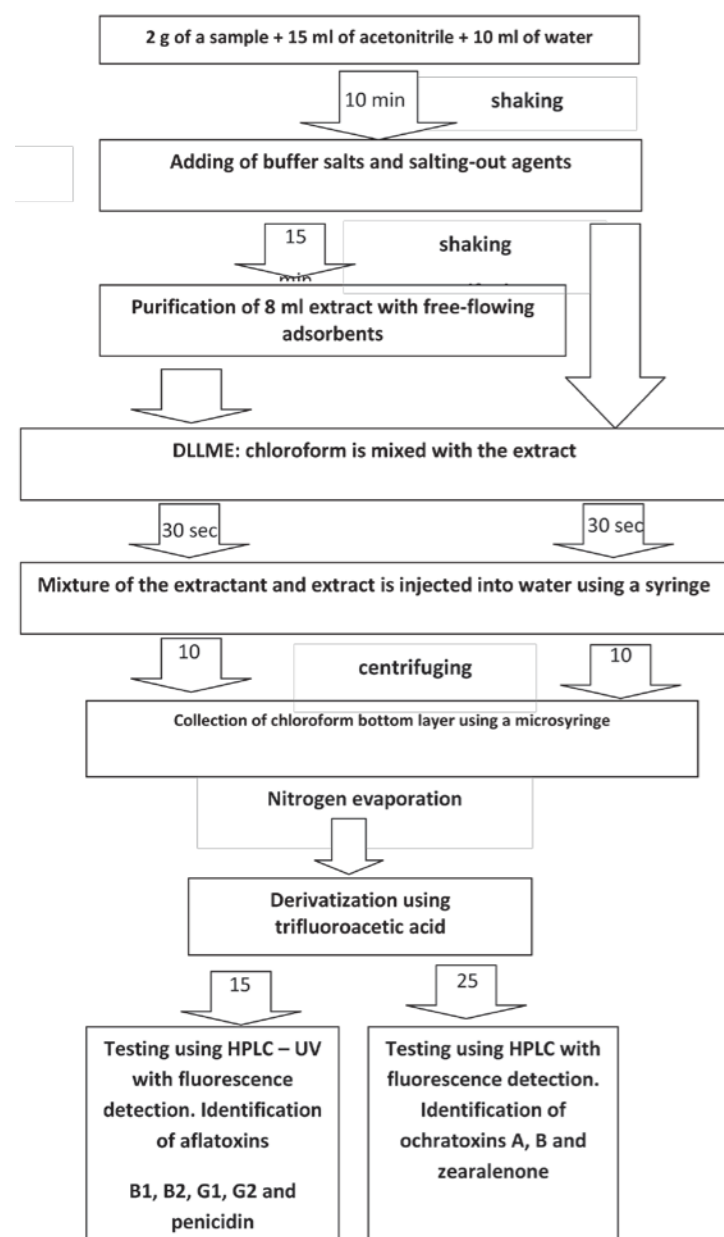 2 g of a sample + 15 ml of acetonitrile + 10 ml of water
10 min
shaking
Adding of buffer salts and salting-out agents
15
shaking
min
Purification of 8 ml extract with free-flowing
adsorbents
DLLME: chloroform is mixed with the extract
30 sec
30 sec
Mixture of the extractant and extract is injected into water using a syringe
10
centrifuging
10
Collection of chloroform bottom layer using a microsyringe
Nitrogen evaporation
Derivatization using
trifluoroacetic acid
15
25
Testing using HPLC – UV
with fluorescence
detection. Identification
of aflatoxins
B1, B2, G1, G2 and
penicidin
Testing using HPLC with
fluorescence detection.
Identification of
ochratoxins A, B and
zearalenone